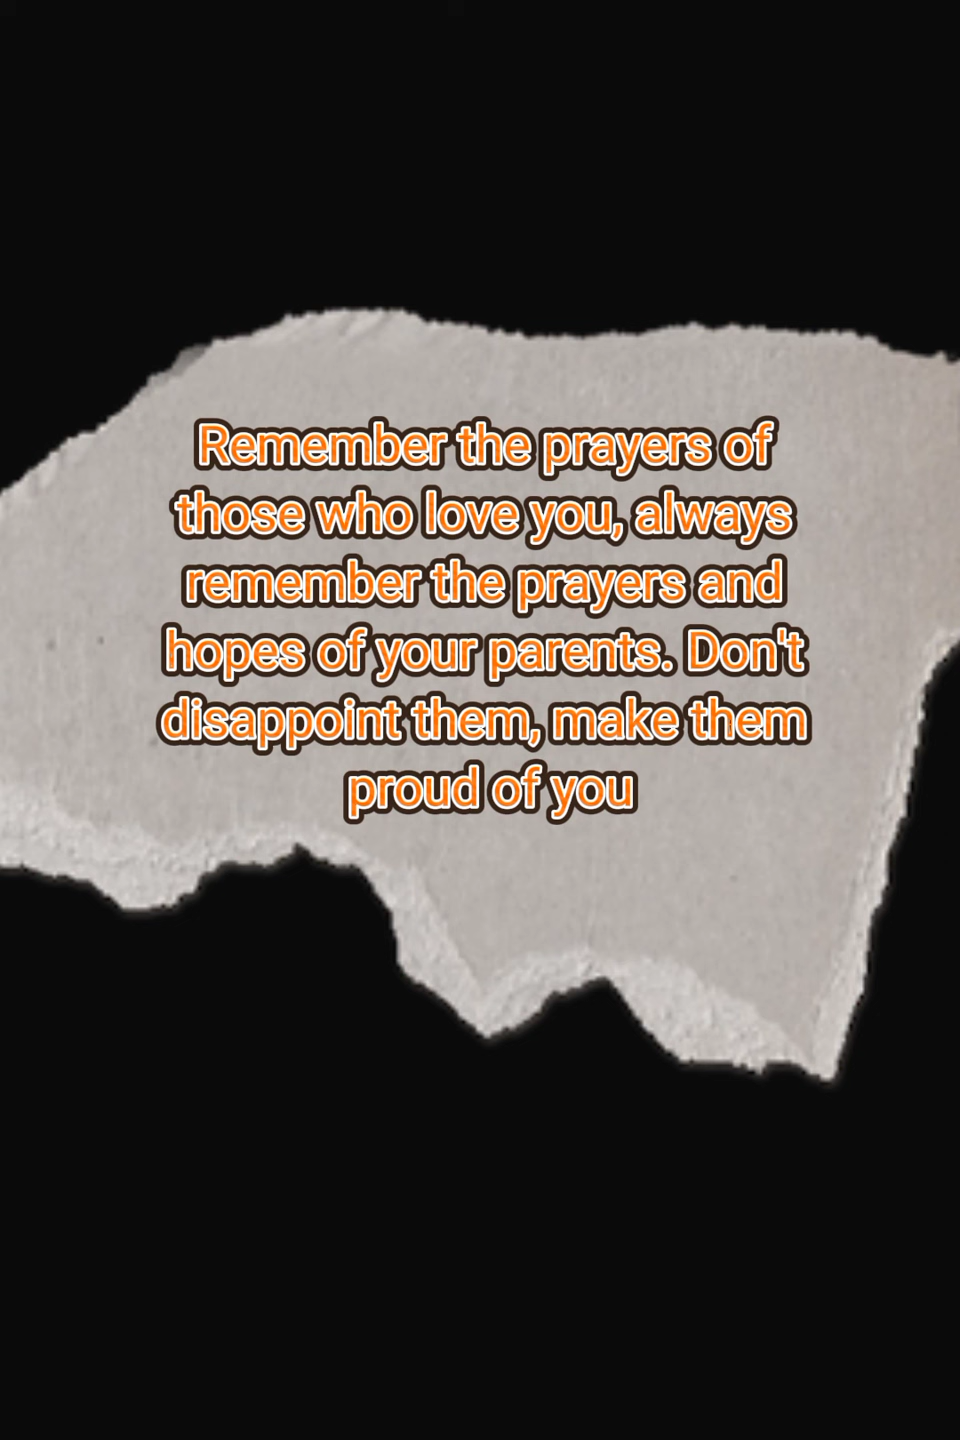 Remember the prayers of
those who love you, always
remember the prayers and
hopes of your parents. Don't
disappoint them, make them
proud of you